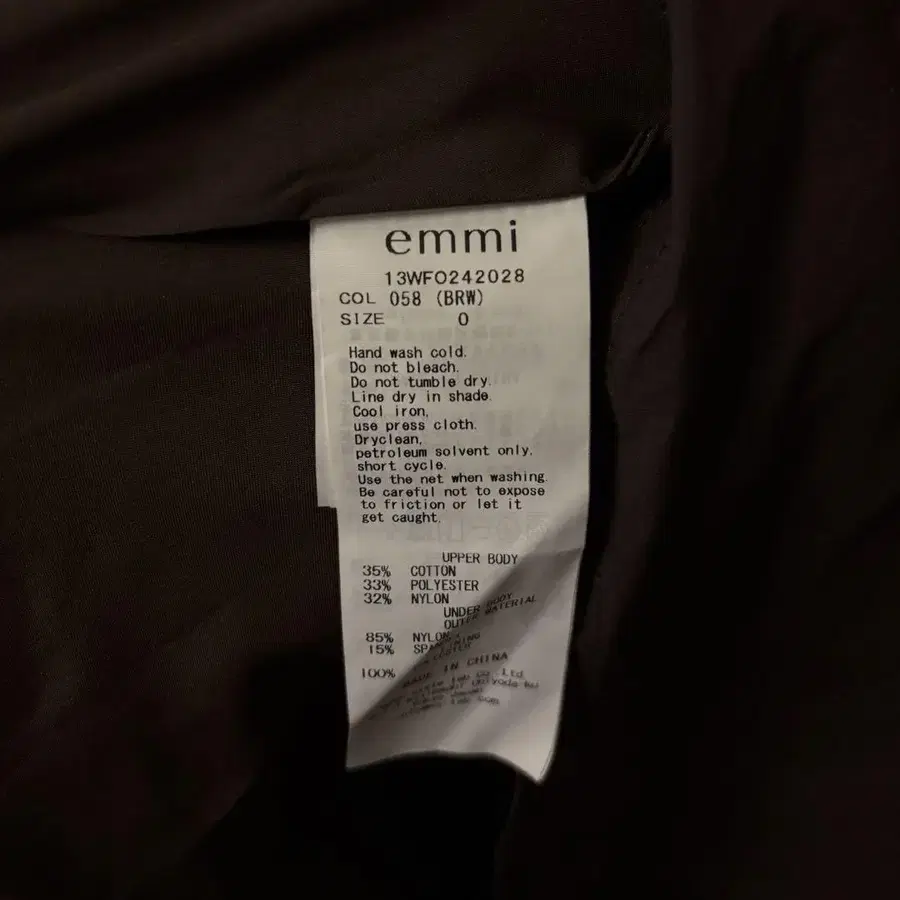 emmi
13WFO242028
COL 058 (BRW)
SIZE 0
Hand wash cold.
Do not bleach.
Do not tumble dry.
Line dry in shade.
Cool iron,
use press cloth.
Dryclean,
petroleum solvent only,
short cycle.
Use the net when washing.
Be careful not to expose
to friction or let it
get caught.
UPPER BODY
35% COTTON
33% POLYESTER
32% NYLON
UNDER BODY
OUTER MATERIAL
85% NYLON
15%
100%
MADE IN CHINA
Co.,Ltd